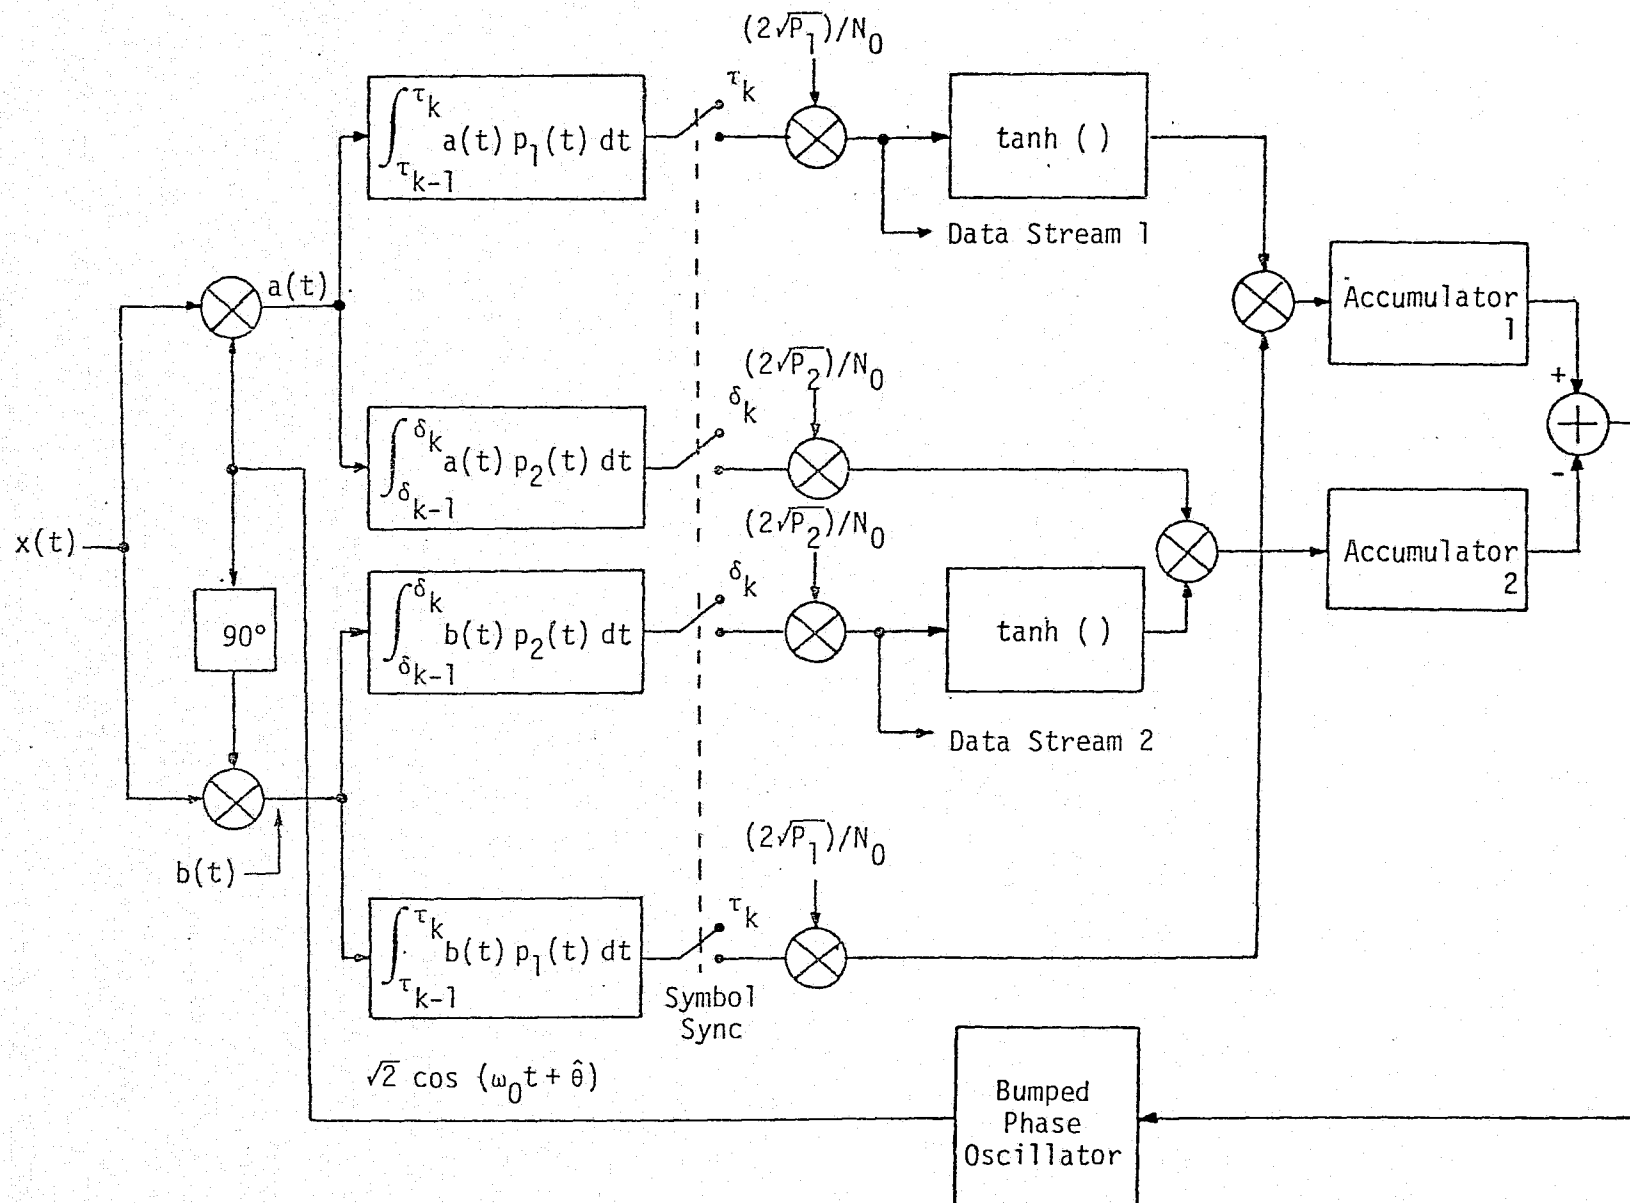 (2√P₁)/N₀
∫ τₖ₋₁ τₖ a(t) p₁(t) dt
τₖ
tanh ( )
Data Stream 1
a(t)
Accumulator 1
(2√P₂)/N₀
∫ δₖ₋₁ δₖ a(t) p₂(t) dt
δₖ
+
-
(2√P₂)/N₀
x(t)
Accumulator 2
90°
∫ δₖ₋₁ δₖ b(t) p₂(t) dt
δₖ
tanh ( )
Data Stream 2
b(t)
(2√P₁)/N₀
∫ τₖ₋₁ τₖ b(t) p₁(t) dt
τₖ
Symbol
Sync
√2 cos (ω₀t + θ̂)
Bumped
Phase
Oscillator